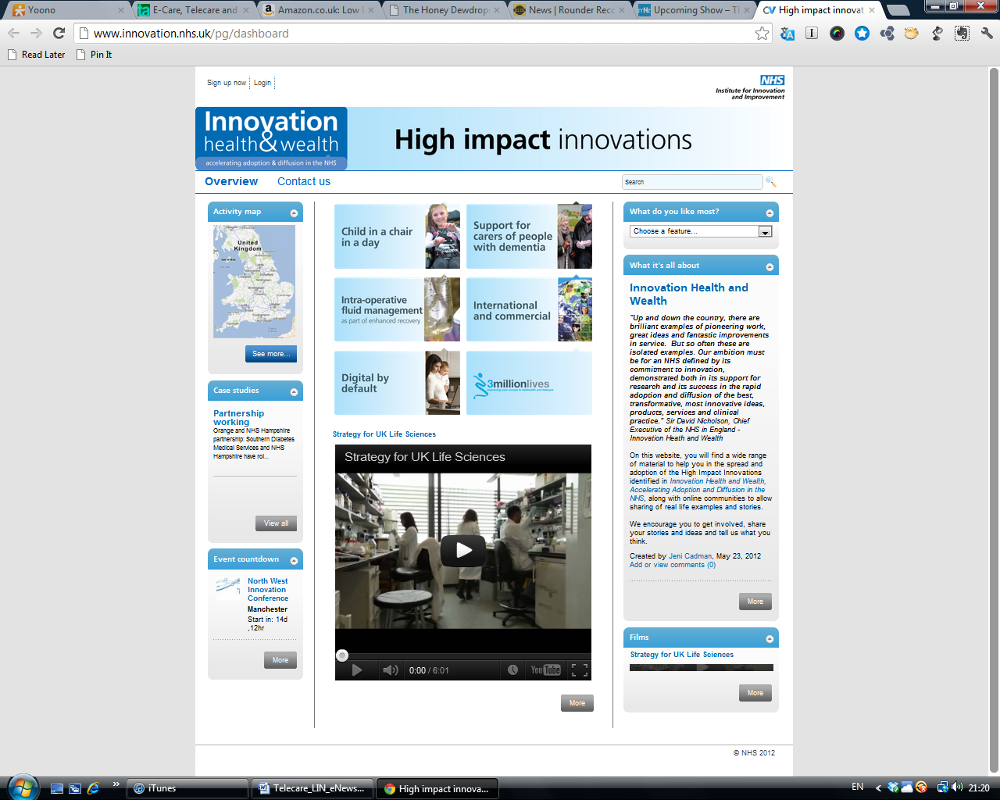 Yoono
E-Care, Telecare and
Amazon.co.uk: Low
The Honey Dewdrop
News | Rounder Rec
Upcoming Show – T
High impact innovat
www.innovation.nhs.uk/pg/dashboard
Read Later
Pin It
Sign up now
Login
NHS
Institute for Innovation
and Improvement
Innovation
health&wealth
accelerating adoption & diffusion in the NHS
High impact innovations
Overview
Contact us
Search
Activity map
United
Kingdom
See more...
Case studies
Partnership
working
Orange and NHS Hampshire
partnership: Southern Diabetes
Medical Services and NHS
Hampshire have rol...
View all
Event countdown
North West
Innovation
Conference
Manchester
Start in: 14d
,12hr
More
Child in a chair
in a day
Support for
carers of people
with dementia
Intra-operative
fluid management
as part of enhanced recovery
International
and commercial
Digital by
default
3millionlives
Strategy for UK Life Sciences
Strategy for UK Life Sciences
0:00 / 6:01
YouTube
More
What do you like most?
Choose a feature...
What it's all about
Innovation Health and
Wealth
"Up and down the country, there are
brilliant examples of pioneering work,
great ideas and fantastic improvements
in service. But so often these are
isolated examples. Our ambition must
be for an NHS defined by its
commitment to innovation,
demonstrated both in its support for
research and its success in the rapid
adoption and diffusion of the best,
transformative, most innovative ideas,
products, services and clinical
practice." Sir David Nicholson, Chief
Executive of the NHS in England -
Innovation Heath and Wealth
On this website, you will find a wide range
of material to help you in the spread and
adoption of the High Impact Innovations
identified in Innovation Health and Wealth,
Accelerating Adoption and Diffusion in the
NHS, along with online communities to allow
sharing of real life examples and stories.
We encourage you to get involved, share
your stories and ideas and tell us what you
think.
Created by Jeni Cadman, May 23, 2012
Add or view comments (0)
More
Films
Strategy for UK Life Sciences
More
© NHS 2012
iTunes
Telecare_LIN_eNews...
High impact innova...
EN
21:20